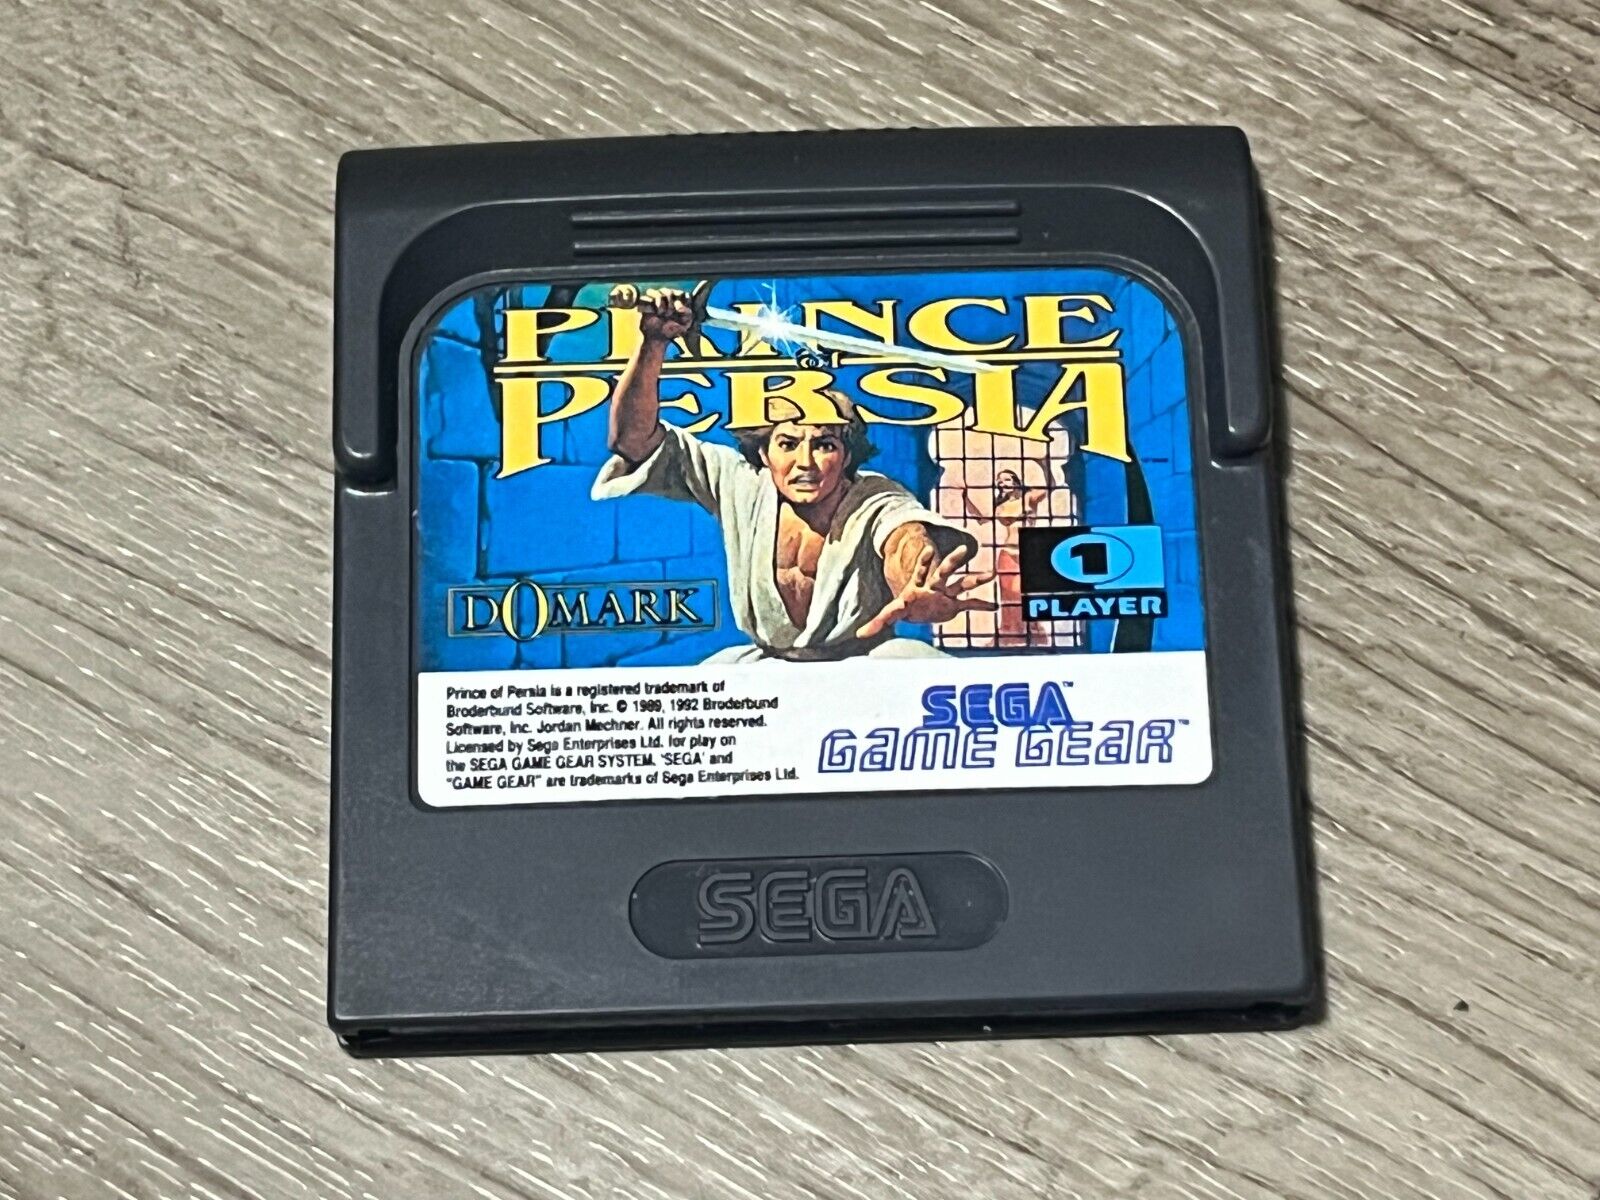 PRINCE
OF
PERSIA
DOMARK
1
PLAYER
Prince of Persia is a registered trademark of
Broderbund Software, Inc. © 1989, 1992 Broderbund
Software, Inc. Jordan Mechner. All rights reserved.
Licensed by Sega Enterprises Ltd. for play on
the SEGA GAME GEAR SYSTEM. 'SEGA' and
"GAME GEAR" are trademarks of Sega Enterprises Ltd.
SEGA™
GAME GEAR™
SEGA